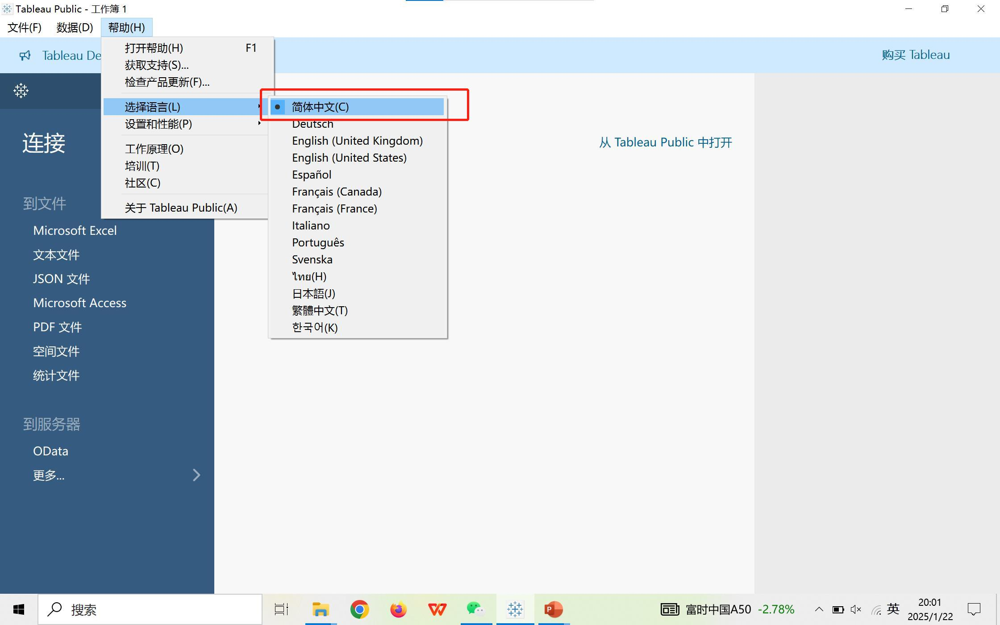 Tableau Public - 工作簿 1
文件(F) 数据(D) 帮助(H)
Tableau De
购买 Tableau
打开帮助(H) F1
获取支持(S)...
检查产品更新(F)...
选择语言(L)
设置和性能(P)
工作原理(O)
培训(T)
社区(C)
关于 Tableau Public(A)
简体中文(C)
Deutsch
English (United Kingdom)
English (United States)
Español
Français (Canada)
Français (France)
Italiano
Português
Svenska
ไทย(H)
日本語(J)
繁體中文(T)
한국어(K)
从 Tableau Public 中打开
连接
到文件
Microsoft Excel
文本文件
JSON 文件
Microsoft Access
PDF 文件
空间文件
统计文件
到服务器
OData
更多...
搜索
富时中国A50 -2.78%
英
20:01
2025/1/22